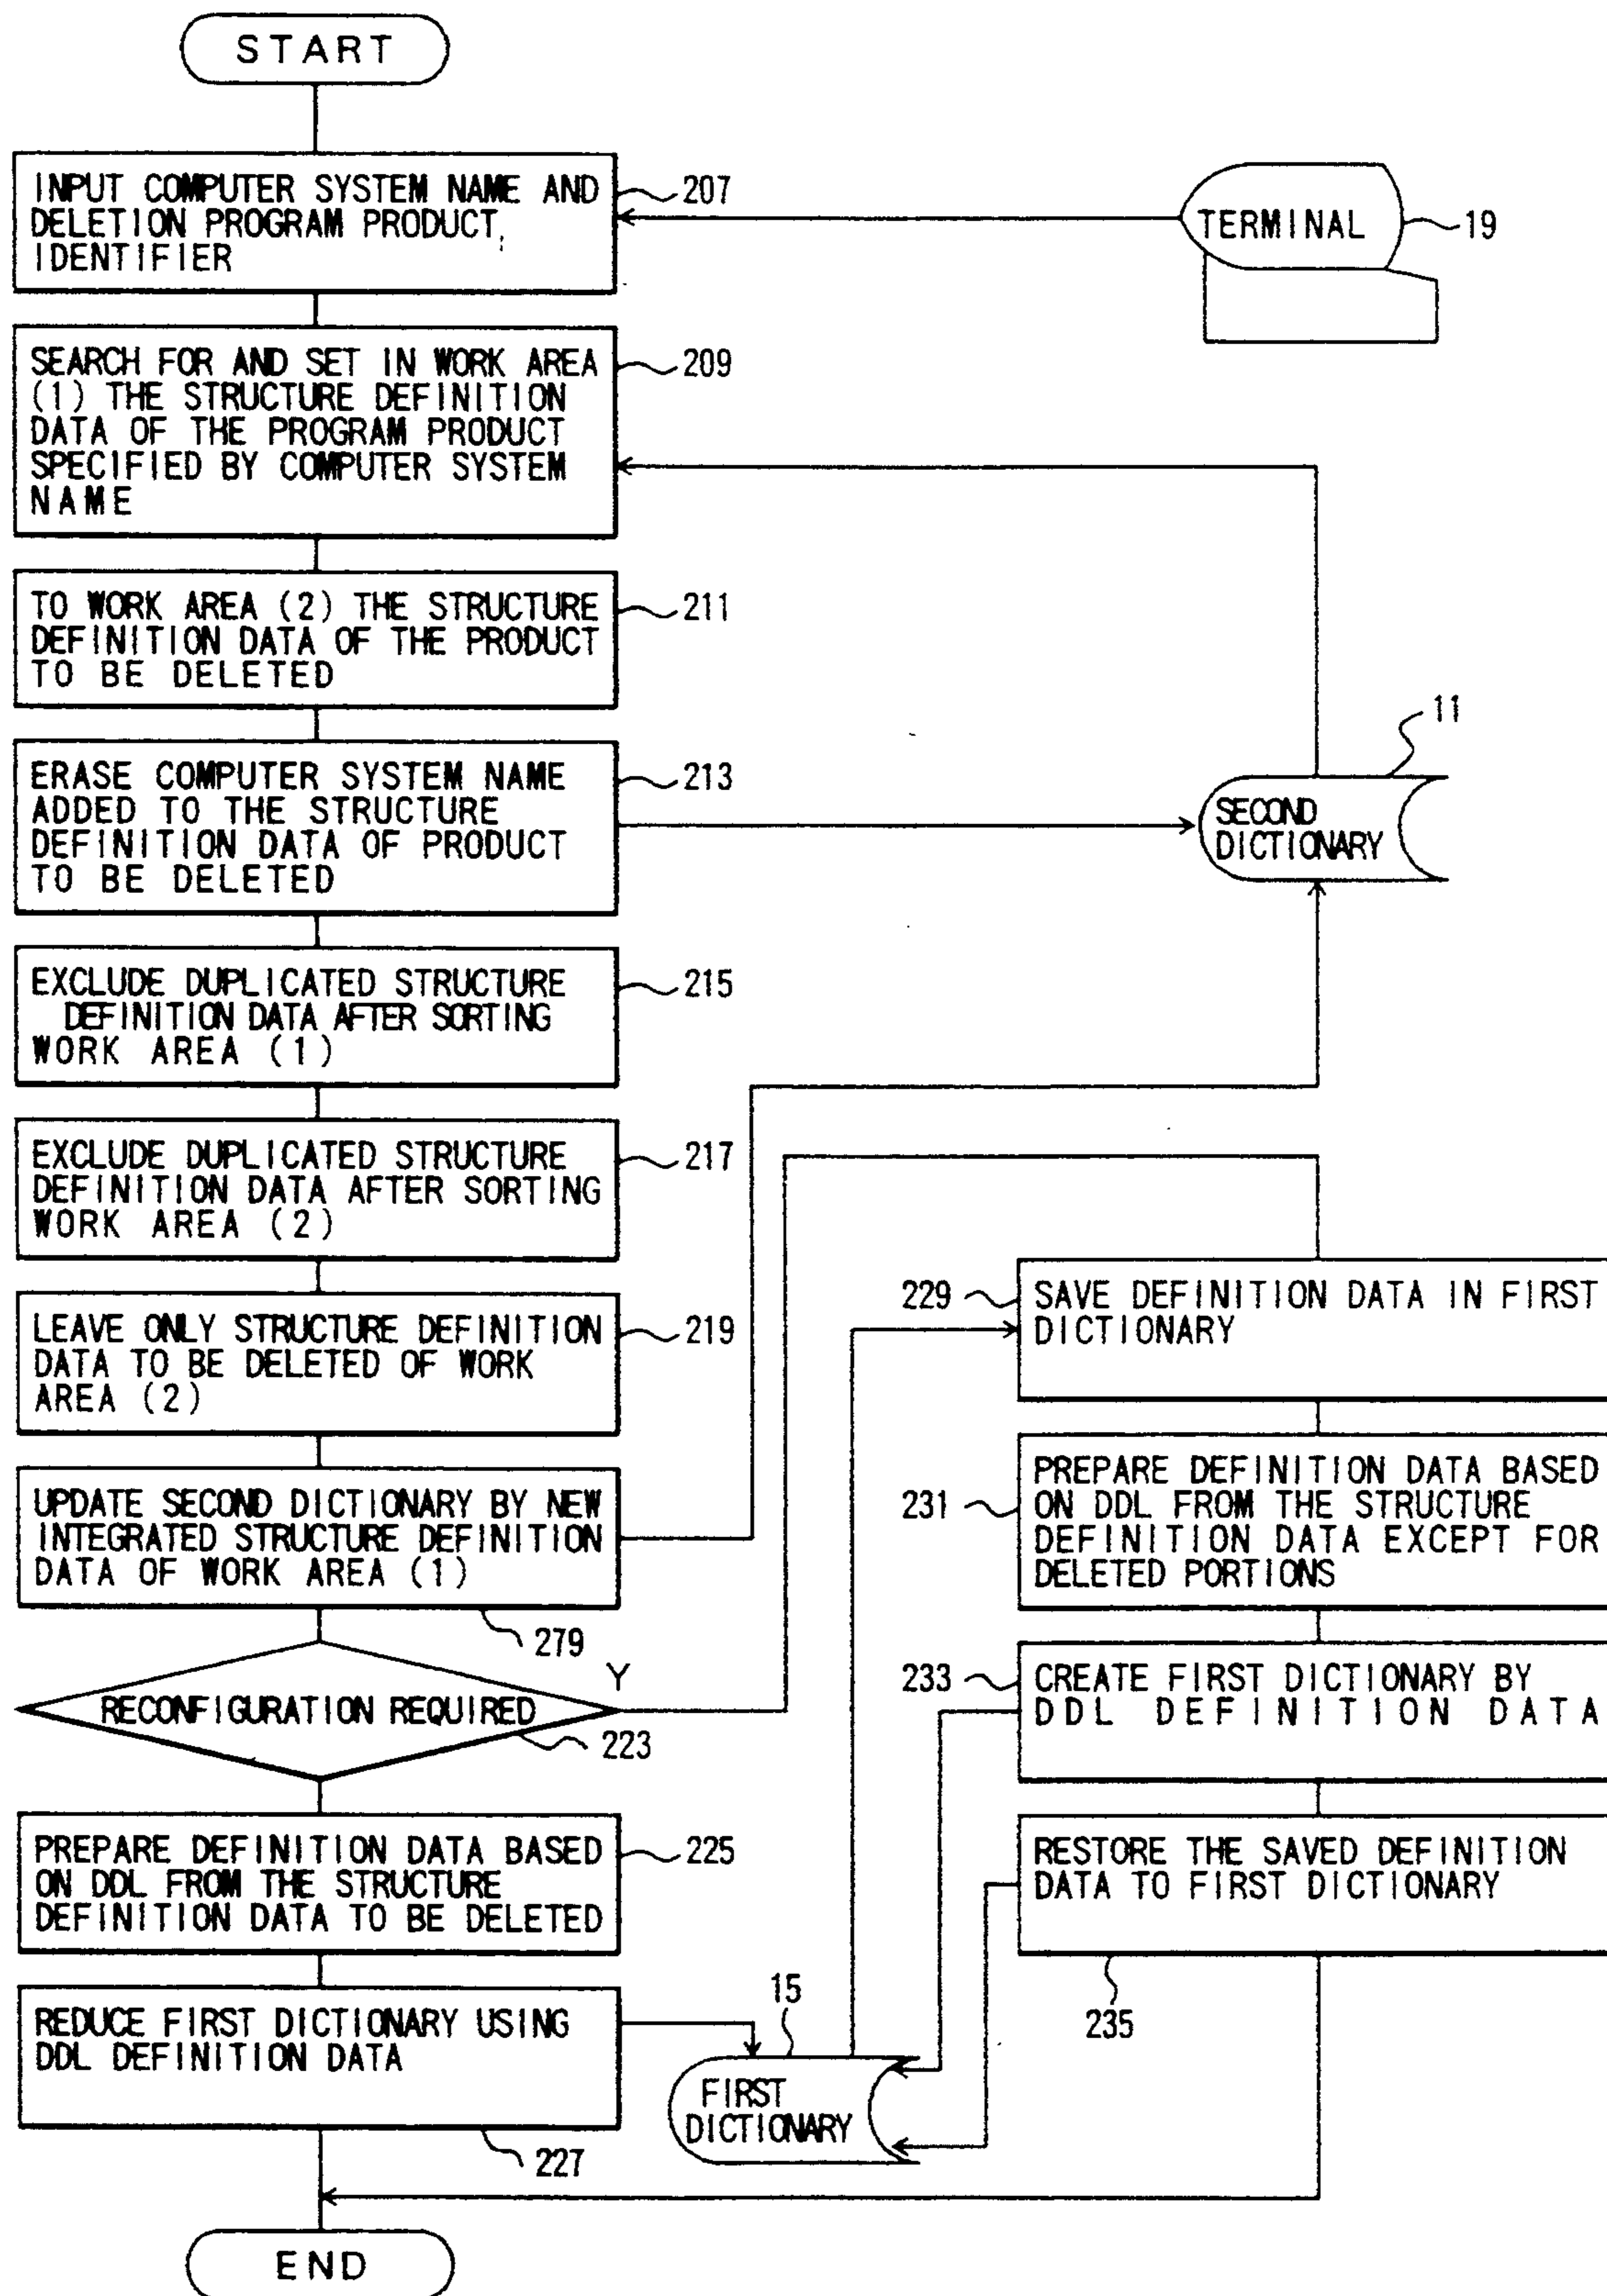 START
INPUT COMPUTER SYSTEM NAME AND
DELETION PROGRAM PRODUCT
IDENTIFIER
207
TERMINAL
19
SEARCH FOR AND SET IN WORK AREA
(1) THE STRUCTURE DEFINITION
DATA OF THE PROGRAM PRODUCT
SPECIFIED BY COMPUTER SYSTEM
NAME
209
TO WORK AREA (2) THE STRUCTURE
DEFINITION DATA OF THE PRODUCT
TO BE DELETED
211
ERASE COMPUTER SYSTEM NAME
ADDED TO THE STRUCTURE
DEFINITION DATA OF PRODUCT
TO BE DELETED
213
11
SECOND
DICTIONARY
EXCLUDE DUPLICATED STRUCTURE
DEFINITION DATA AFTER SORTING
WORK AREA (1)
215
EXCLUDE DUPLICATED STRUCTURE
DEFINITION DATA AFTER SORTING
WORK AREA (2)
217
LEAVE ONLY STRUCTURE DEFINITION
DATA TO BE DELETED OF WORK
AREA (2)
219
UPDATE SECOND DICTIONARY BY NEW
INTEGRATED STRUCTURE DEFINITION
DATA OF WORK AREA (1)
279
RECONFIGURATION REQUIRED
Y
223
PREPARE DEFINITION DATA BASED
ON DDL FROM THE STRUCTURE
DEFINITION DATA TO BE DELETED
225
REDUCE FIRST DICTIONARY USING
DDL DEFINITION DATA
227
229
SAVE DEFINITION DATA IN FIRST
DICTIONARY
231
PREPARE DEFINITION DATA BASED
ON DDL FROM THE STRUCTURE
DEFINITION DATA EXCEPT FOR
DELETED PORTIONS
233
CREATE FIRST DICTIONARY BY
DDL DEFINITION DATA
RESTORE THE SAVED DEFINITION
DATA TO FIRST DICTIONARY
235
15
FIRST
DICTIONARY
END